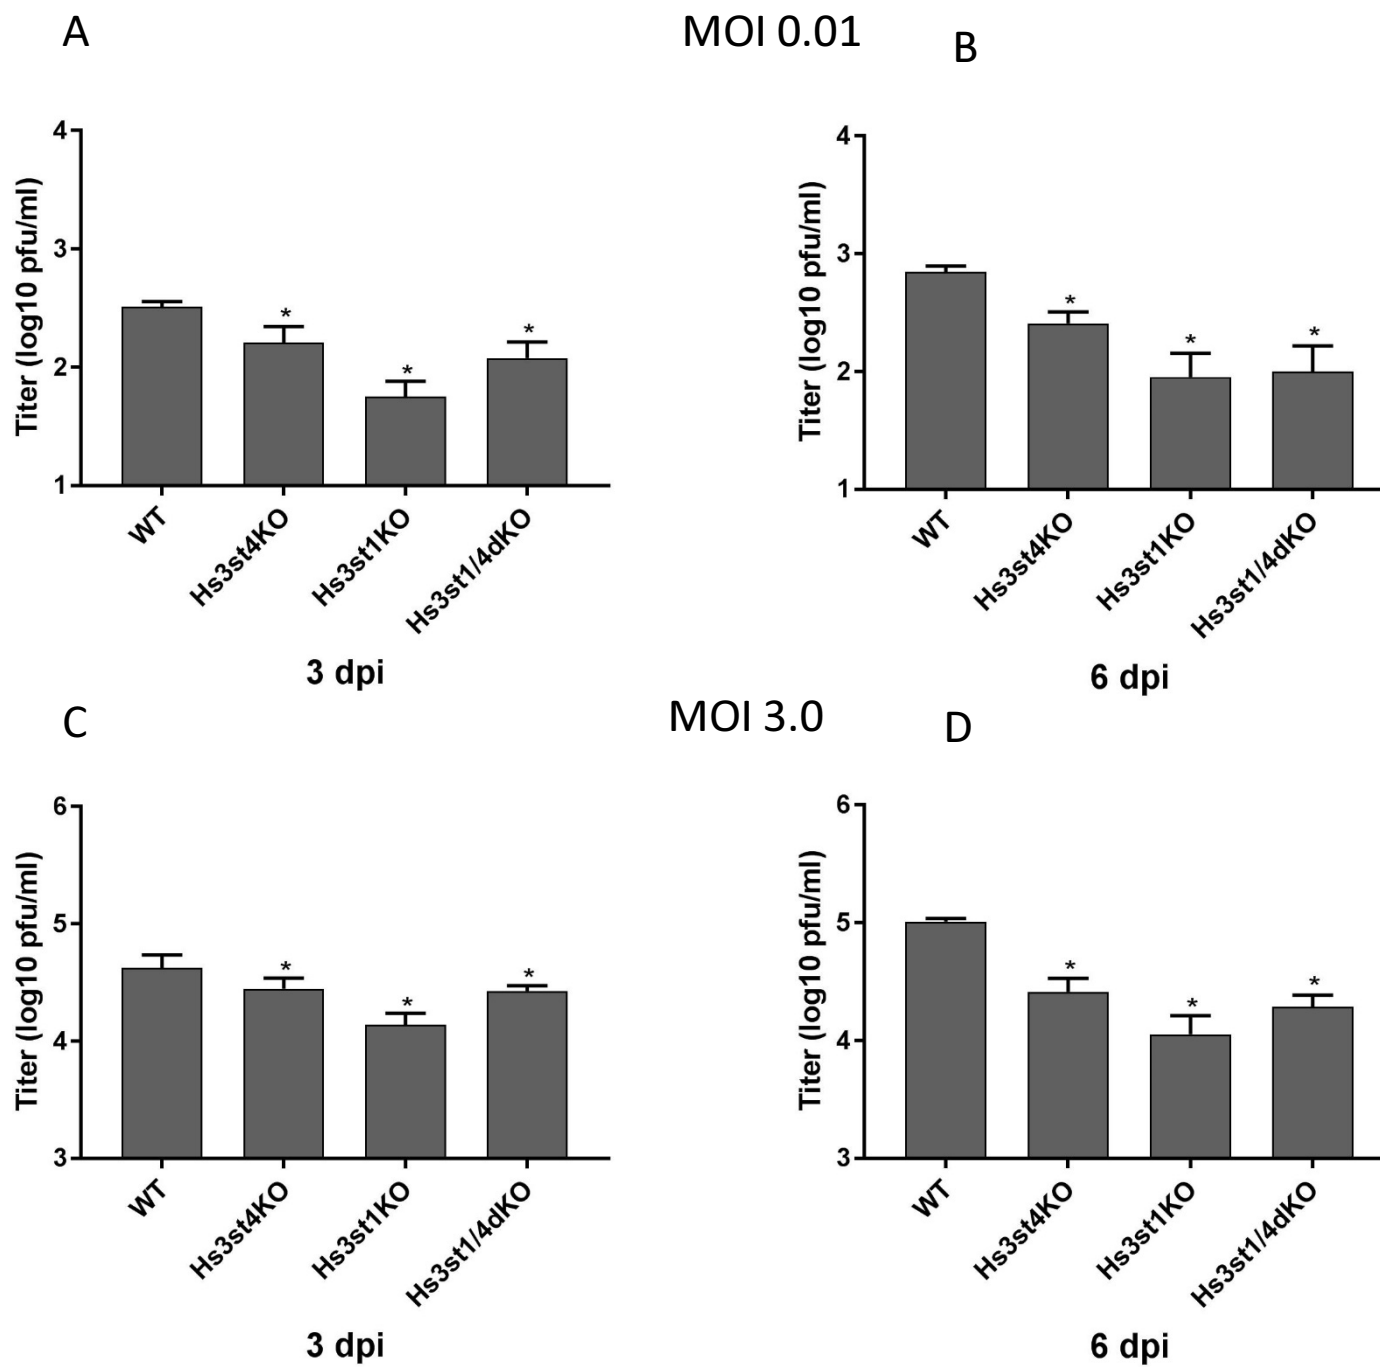 A
MOI 0.01
B
Titer (log10 pfu/ml)
4
3
2
1
*
*
*
WT
Hs3st4KO
Hs3st1KO
Hs3st1/4dKO
3 dpi
Titer (log10 pfu/ml)
4
3
2
1
*
*
*
WT
Hs3st4KO
Hs3st1KO
Hs3st1/4dKO
6 dpi
C
MOI 3.0
D
Titer (log10 pfu/ml)
6
5
4
3
*
*
*
WT
Hs3st4KO
Hs3st1KO
Hs3st1/4dKO
3 dpi
Titer (log10 pfu/ml)
6
5
4
3
*
*
*
WT
Hs3st4KO
Hs3st1KO
Hs3st1/4dKO
6 dpi